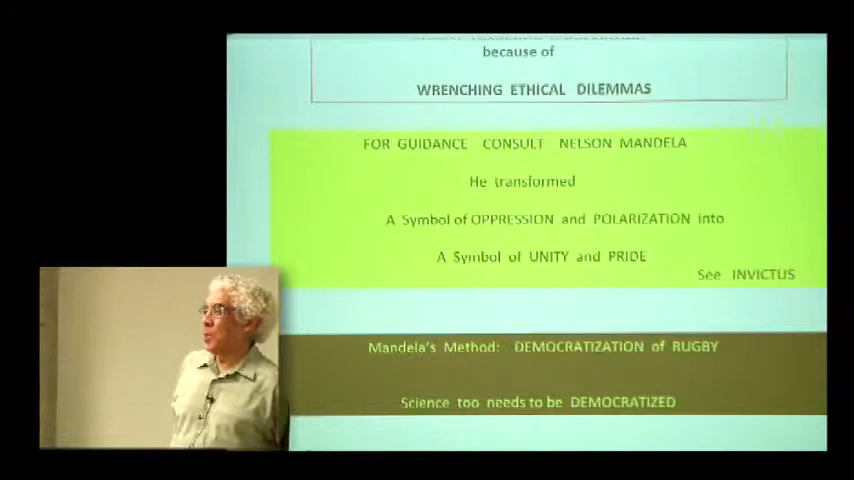 because of
WRENCHING ETHICAL DILEMMAS
FOR GUIDANCE CONSULT NELSON MANDELA
He transformed
A Symbol of OPPRESSION and POLARIZATION into
A Symbol of UNITY and PRIDE
See INVICTUS
Mandela's Method: DEMOCRATIZATION of RUGBY
Science too needs to be DEMOCRATIZED